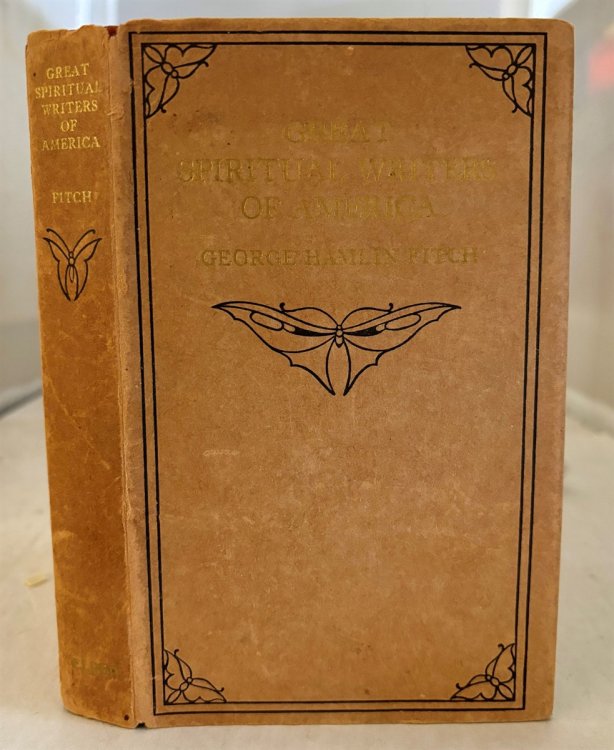 GREAT
SPIRITUAL
WRITERS
OF
AMERICA
FITCH
GREAT
SPIRITUAL WRITERS
OF AMERICA
GEORGE HAMLIN FITCH